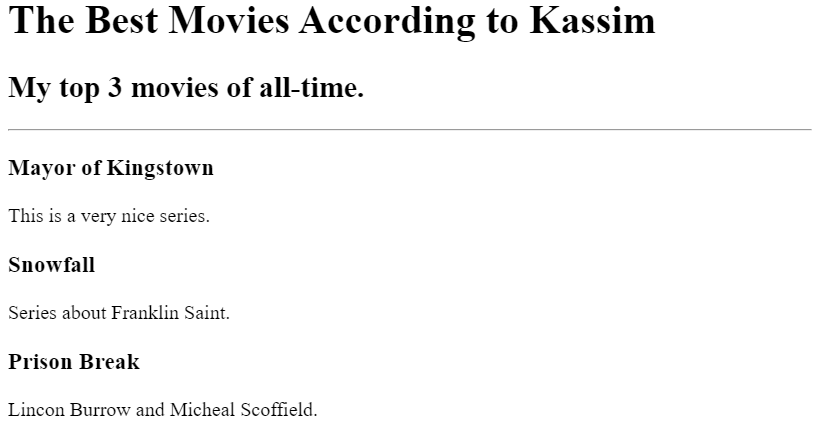 The Best Movies According to Kassim
My top 3 movies of all-time.
Mayor of Kingstown
This is a very nice series.
Snowfall
Series about Franklin Saint.
Prison Break
Lincon Burrow and Micheal Scoffield.